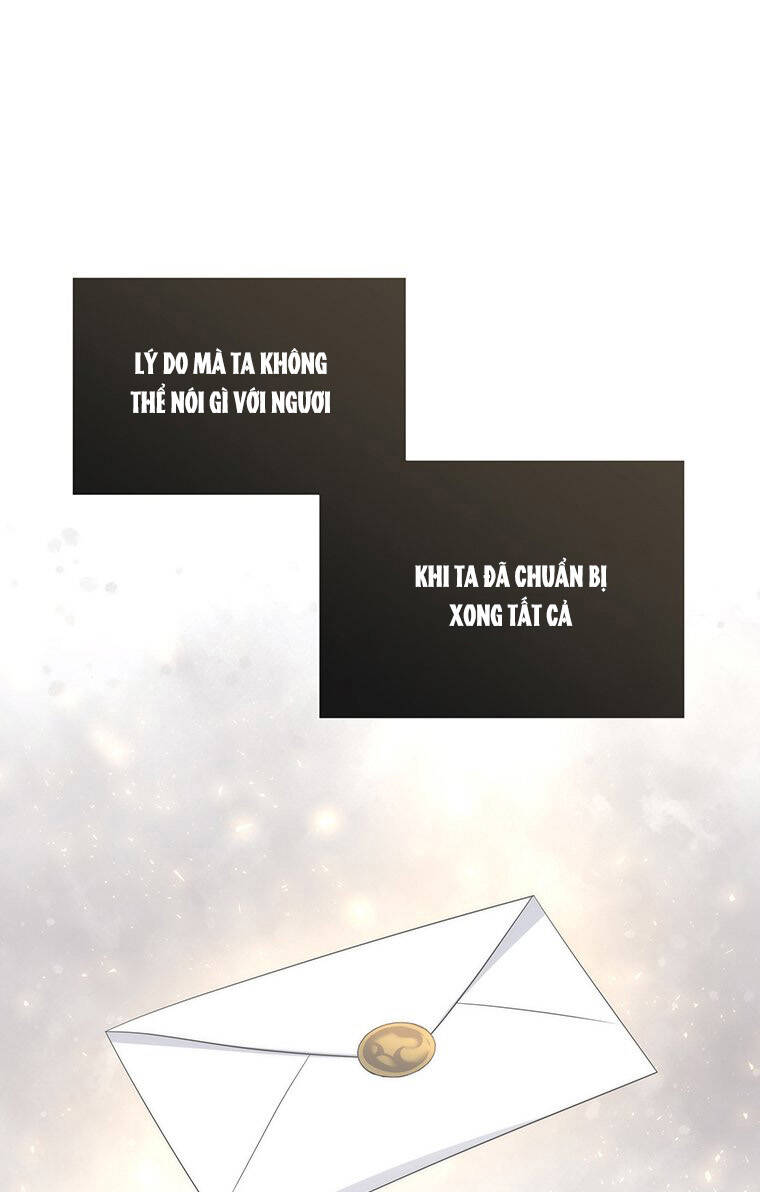 LÝ DO MÀ TA KHÔNG
THỂ NÓI GÌ VỚI NGƯƠI
KHI TA ĐÃ CHUẨN BỊ
XONG TẤT CẢ